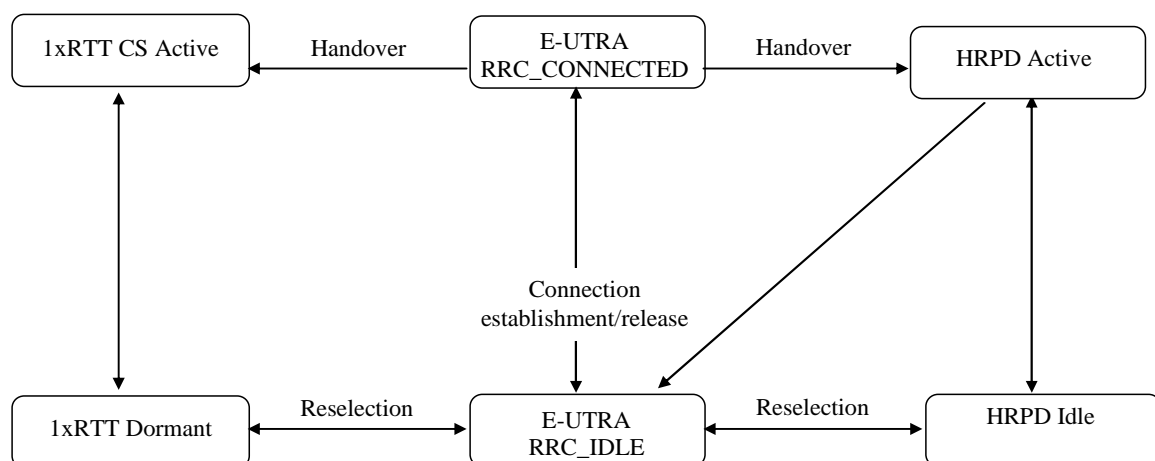 1xRTT CS Active
Handover
E-UTRA
RRC_CONNECTED
Handover
HRPD Active
Connection
establishment/release
1xRTT Dormant
Reselection
E-UTRA
RRC_IDLE
Reselection
HRPD Idle